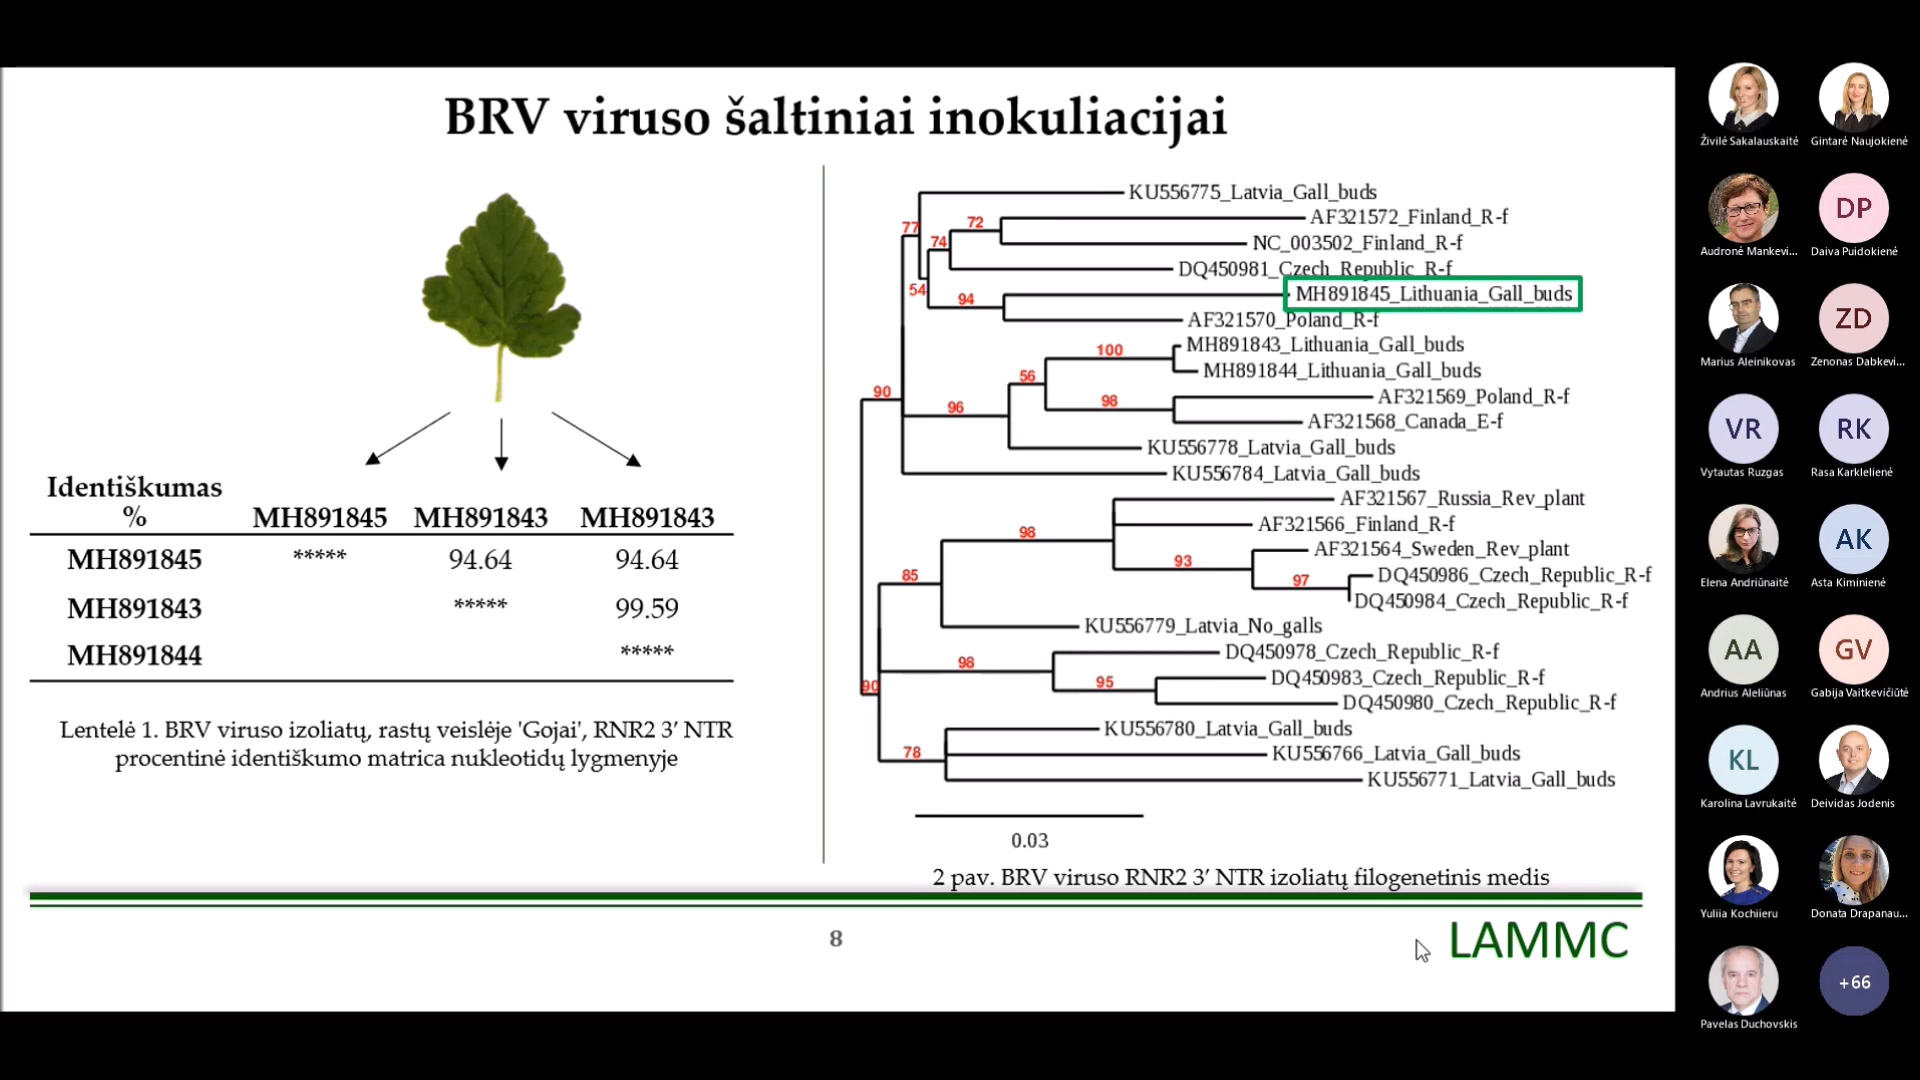 BRV viruso šaltiniai inokuliacijai
Identiškumas
%
MH891845 MH891843 MH891843
MH891845 ***** 94.64 94.64
MH891843 ***** 99.59
MH891844 *****
Lentelė 1. BRV viruso izoliatų, rastų veislėje 'Gojai', RNR2 3′ NTR
procentinė identiškumo matrica nukleotidų lygmenyje
KU556775_Latvia_Gall_buds
77
72
AF321572_Finland_R-f
74
NC_003502_Finland_R-f
DQ450981_Czech_Republic_R-f
54
94
MH891845_Lithuania_Gall_buds
AF321570_Poland_R-f
100
MH891843_Lithuania_Gall_buds
56
MH891844_Lithuania_Gall_buds
90
96
98
AF321569_Poland_R-f
AF321568_Canada_E-f
KU556778_Latvia_Gall_buds
KU556784_Latvia_Gall_buds
AF321567_Russia_Rev_plant
98
AF321566_Finland_R-f
93
AF321564_Sweden_Rev_plant
85
97
DQ450986_Czech_Republic_R-f
DQ450984_Czech_Republic_R-f
KU556779_Latvia_No_galls
98
DQ450978_Czech_Republic_R-f
90
95
DQ450983_Czech_Republic_R-f
DQ450980_Czech_Republic_R-f
KU556780_Latvia_Gall_buds
78
KU556766_Latvia_Gall_buds
KU556771_Latvia_Gall_buds
0.03
2 pav. BRV viruso RNR2 3′ NTR izoliatų filogenetinis medis
8
LAMMC
Živilė Sakalauskaitė
Gintarė Naujokienė
Audronė Mankevi...
DP
Daiva Puidokienė
Marius Aleinikovas
ZD
Zenonas Dabkevi...
VR
Vytautas Ruzgas
RK
Rasa Karklelienė
Elena Andriūnaitė
AK
Asta Kiminienė
AA
Andrius Aleliūnas
GV
Gabija Vaitkevičiūtė
KL
Karolina Lavrukaitė
Deividas Jodenis
Yuliia Kochiieru
Donata Drapanau...
Pavelas Duchovskis
+66